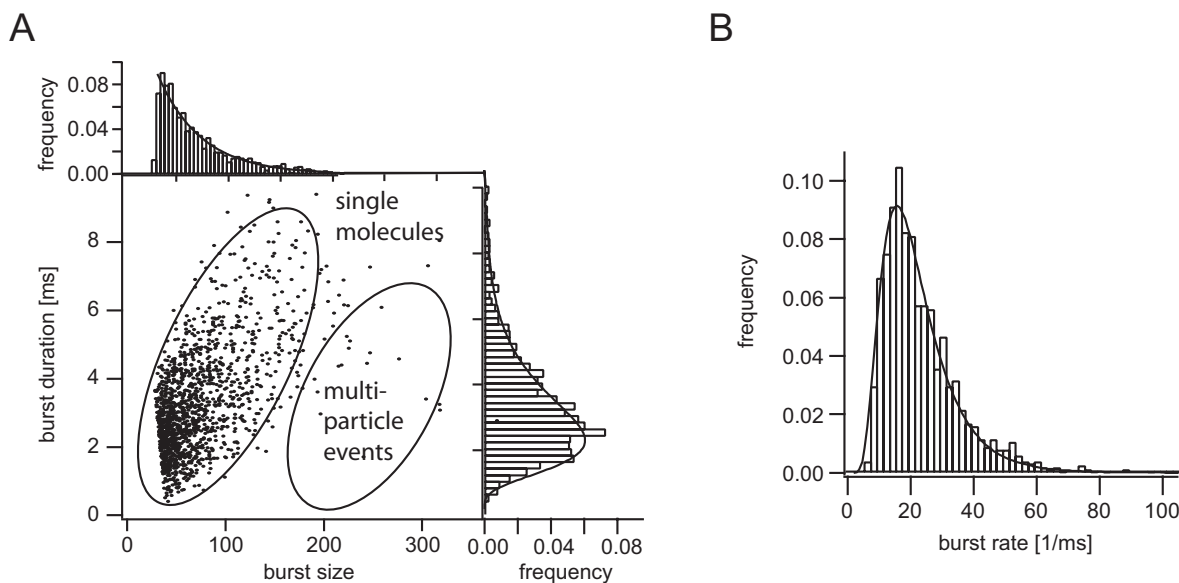 A
B
frequency
0.08
0.04
0.00
single
molecules
multi-
particle
events
burst duration [ms]
8
6
4
2
0
0
100
200
300
burst size
0.00
0.04
0.08
frequency
frequency
0.10
0.08
0.06
0.04
0.02
0.00
0
20
40
60
80
100
burst rate [1/ms]